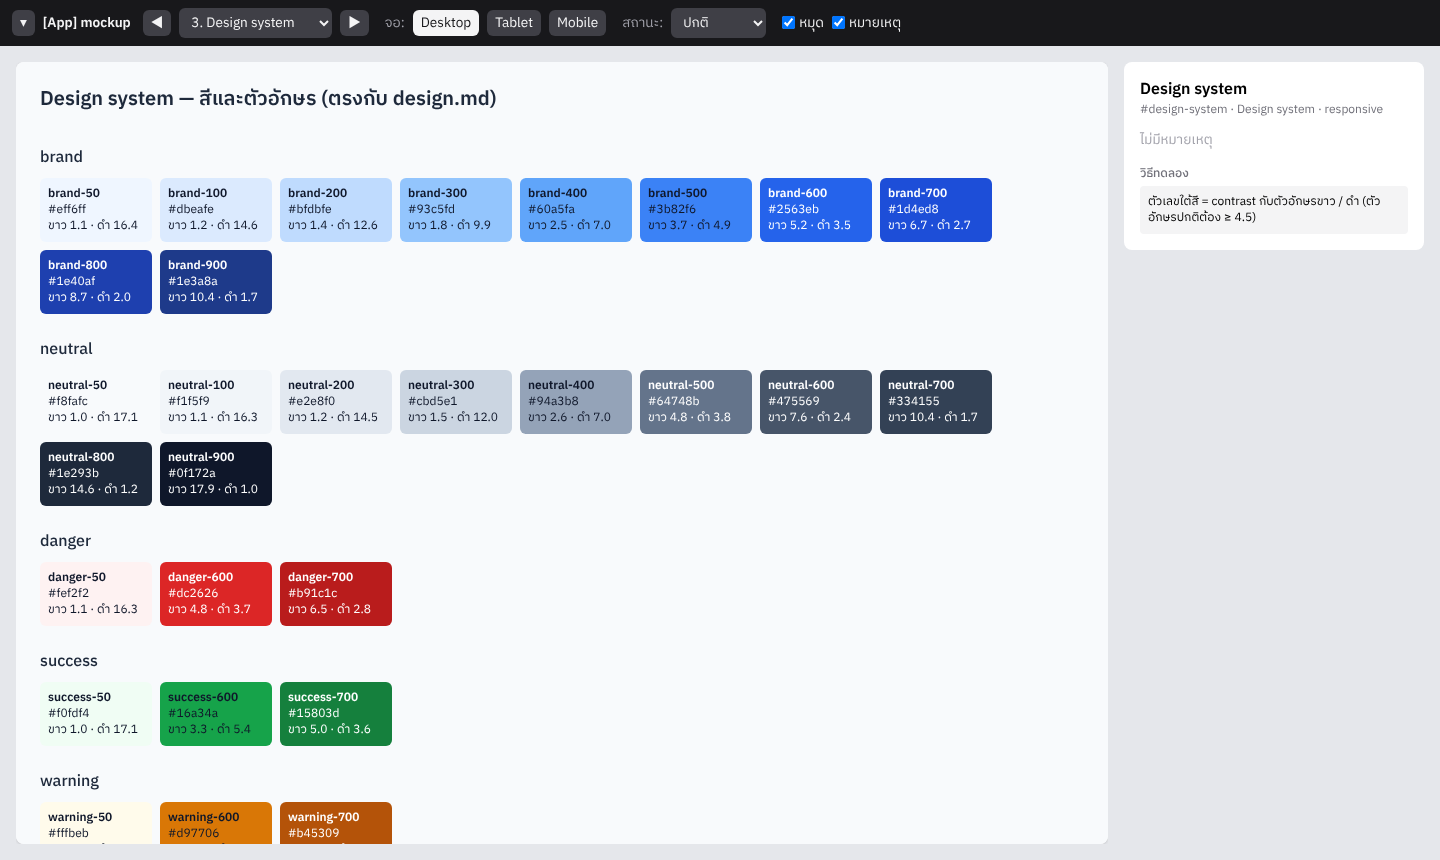 ▼ [App] mockup ◀ 3. Design system ▶ จอ: Desktop Tablet Mobile สถานะ: ปกติ หมุด หมายเหตุ
Design system — สีและตัวอักษร (ตรงกับ design.md)
brand
brand-50 brand-100 brand-200 brand-300 brand-400 brand-500 brand-600 brand-700
#eff6ff #dbeafe #bfdbfe #93c5fd #60a5fa #3b82f6 #2563eb #1d4ed8
ขาว 1.1 · ดำ 16.4 ขาว 1.2 · ดำ 14.6 ขาว 1.4 · ดำ 12.6 ขาว 1.8 · ดำ 9.9 ขาว 2.5 · ดำ 7.0 ขาว 3.7 · ดำ 4.9 ขาว 5.2 · ดำ 3.5 ขาว 6.7 · ดำ 2.7
brand-800 brand-900
#1e40af #1e3a8a
ขาว 8.7 · ดำ 2.0 ขาว 10.4 · ดำ 1.7
neutral
neutral-50 neutral-100 neutral-200 neutral-300 neutral-400 neutral-500 neutral-600 neutral-700
#f8fafc #f1f5f9 #e2e8f0 #cbd5e1 #94a3b8 #64748b #475569 #334155
ขาว 1.0 · ดำ 17.1 ขาว 1.1 · ดำ 16.3 ขาว 1.2 · ดำ 14.5 ขาว 1.5 · ดำ 12.0 ขาว 2.6 · ดำ 7.0 ขาว 4.8 · ดำ 3.8 ขาว 7.6 · ดำ 2.4 ขาว 10.4 · ดำ 1.7
neutral-800 neutral-900
#1e293b #0f172a
ขาว 14.6 · ดำ 1.2 ขาว 17.9 · ดำ 1.0
danger
danger-50 danger-600 danger-700
#fef2f2 #dc2626 #b91c1c
ขาว 1.1 · ดำ 16.3 ขาว 4.8 · ดำ 3.7 ขาว 6.5 · ดำ 2.8
success
success-50 success-600 success-700
#f0fdf4 #16a34a #15803d
ขาว 1.0 · ดำ 17.1 ขาว 3.3 · ดำ 5.4 ขาว 5.0 · ดำ 3.6
warning
warning-50 warning-600 warning-700
#fffbeb #d97706 #b45309
Design system
#design-system · Design system · responsive
ไม่มีหมายเหตุ
วิธีทดลอง
ตัวเลขใต้สี = contrast กับตัวอักษรขาว / ดำ (ตัว
อักษรปกติต้อง ≥ 4.5)